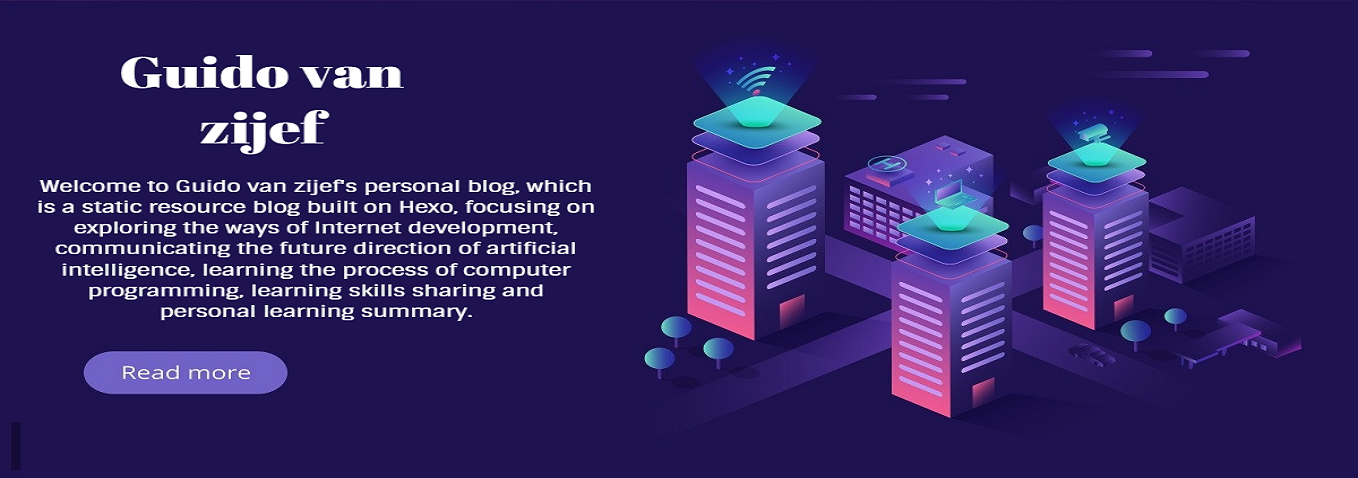 Guido van
zijef
Welcome to Guido van zijef's personal blog, which
is a static resource blog built on Hexo, focusing on
exploring the ways of Internet development,
communicating the future direction of artificial
intelligence, learning the process of computer
programming, learning skills sharing and
personal learning summary.
Read more
H